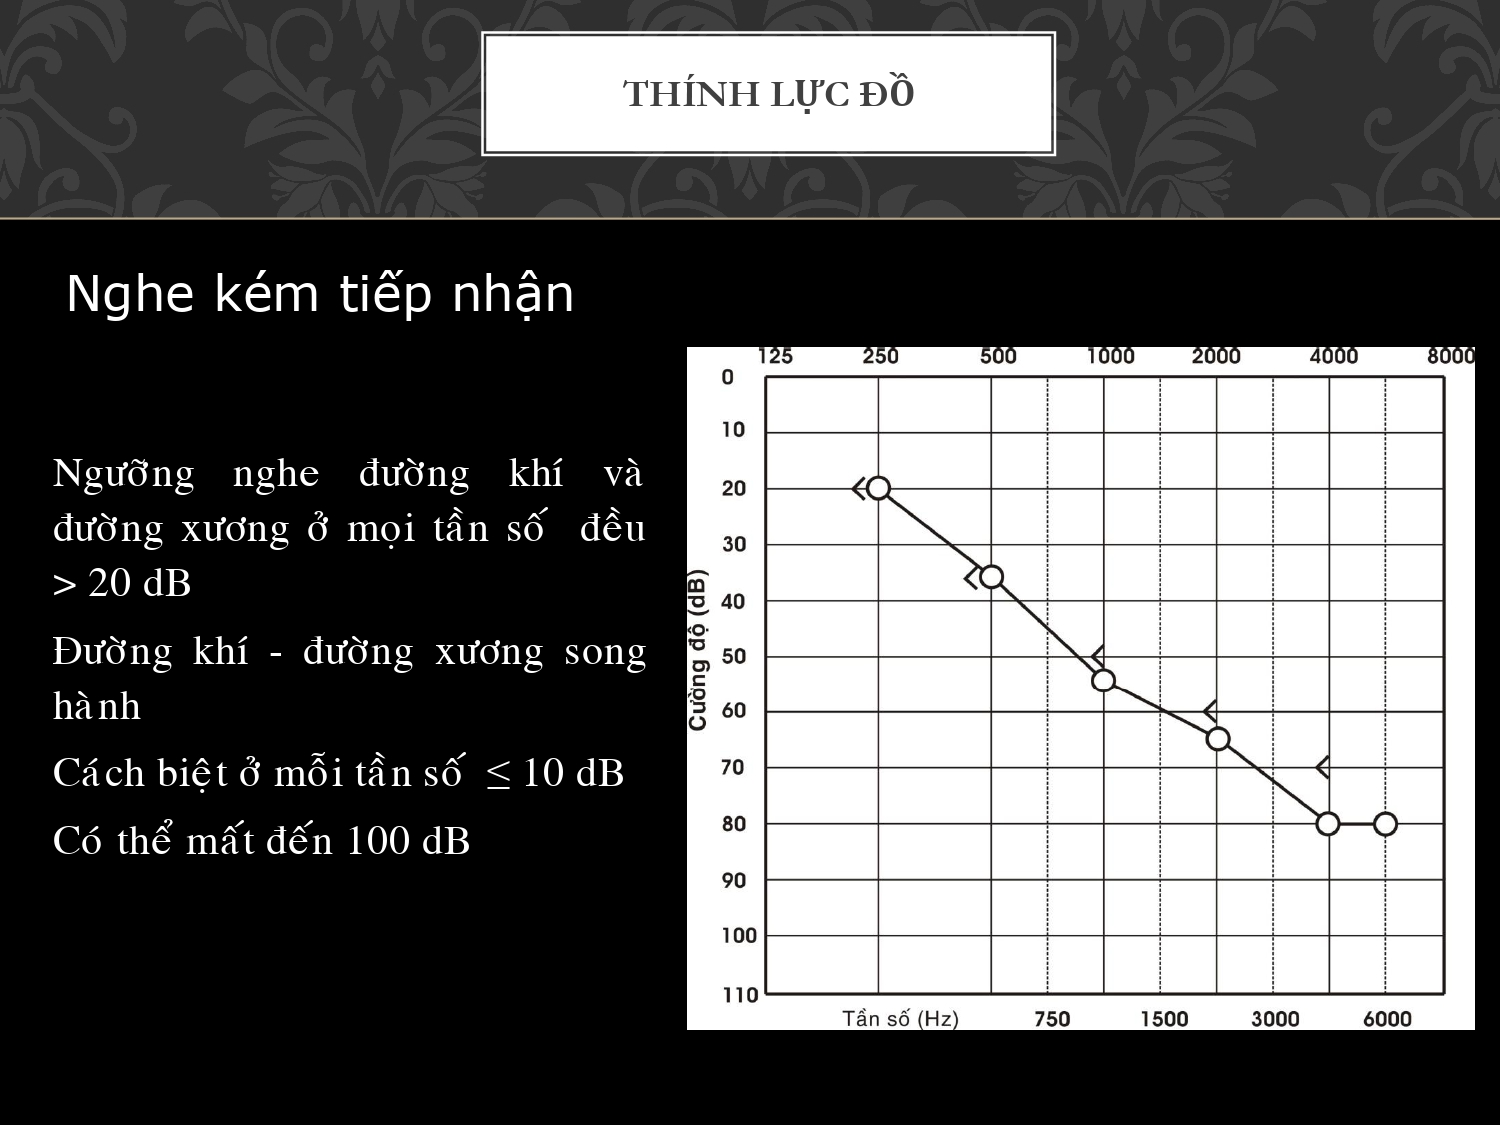 THÍNH LỰC ĐỒ
Nghe kém tiếp nhận
Ngưỡng nghe đường khí và
đường xương ở mọi tần số đều
> 20 dB
Đường khí - đường xương song
hành
Cách biệt ở mỗi tần số ≤ 10 dB
Có thể mất đến 100 dB
125 250 500 1000 2000 4000 8000
0
10
20
30
40
50
60
70
80
90
100
110
Cường độ (dB)
Tần số (Hz) 750 1500 3000 6000